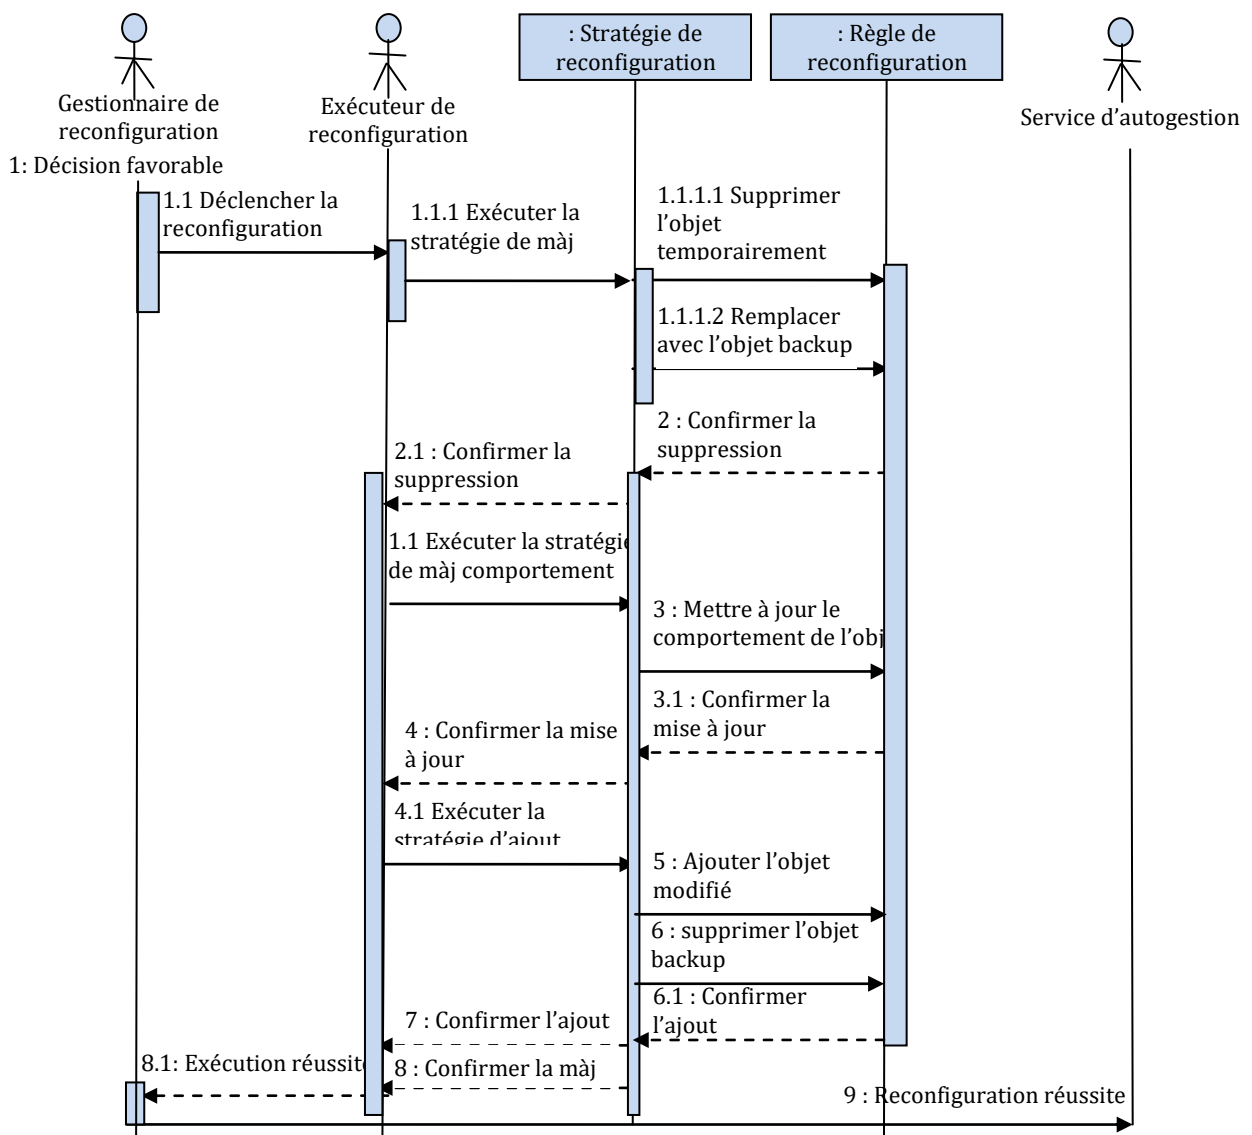 : Stratégie de
reconfiguration
: Règle de
reconfiguration
Gestionnaire de
reconfiguration
Exécuteur de
reconfiguration
Service d'autogestion
1: Décision favorable
1.1 Déclencher la
reconfiguration
1.1.1 Exécuter la
stratégie de màj
1.1.1.1 Supprimer
l'objet
temporairement
1.1.1.2 Remplacer
avec l'objet backup
2 : Confirmer la
suppression
2.1 : Confirmer la
suppression
1.1 Exécuter la stratégie
de màj comportement
3 : Mettre à jour le
comportement de l'obj
3.1 : Confirmer la
mise à jour
4 : Confirmer la mise
à jour
4.1 Exécuter la
stratégie d'ajout
5 : Ajouter l'objet
modifié
6 : supprimer l'objet
backup
6.1 : Confirmer
l'ajout
7 : Confirmer l'ajout
8 : Confirmer la màj
8.1: Exécution réussite
9 : Reconfiguration réussite